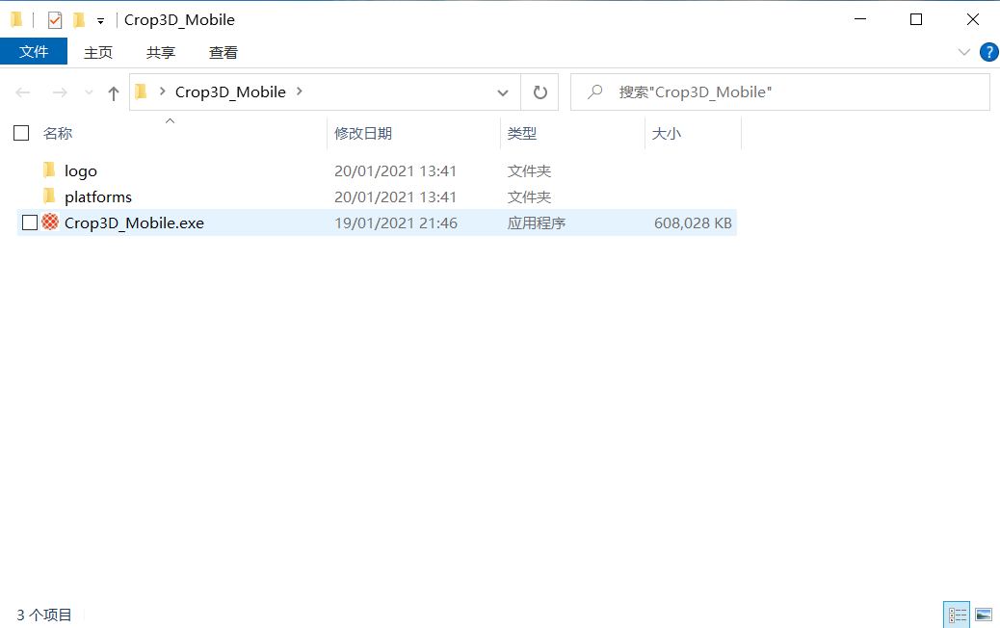 Crop3D_Mobile
文件 主页 共享 查看 ?
Crop3D_Mobile 搜索"Crop3D_Mobile"
名称 修改日期 类型 大小
logo 20/01/2021 13:41 文件夹
platforms 20/01/2021 13:41 文件夹
Crop3D_Mobile.exe 19/01/2021 21:46 应用程序 608,028 KB
3 个项目